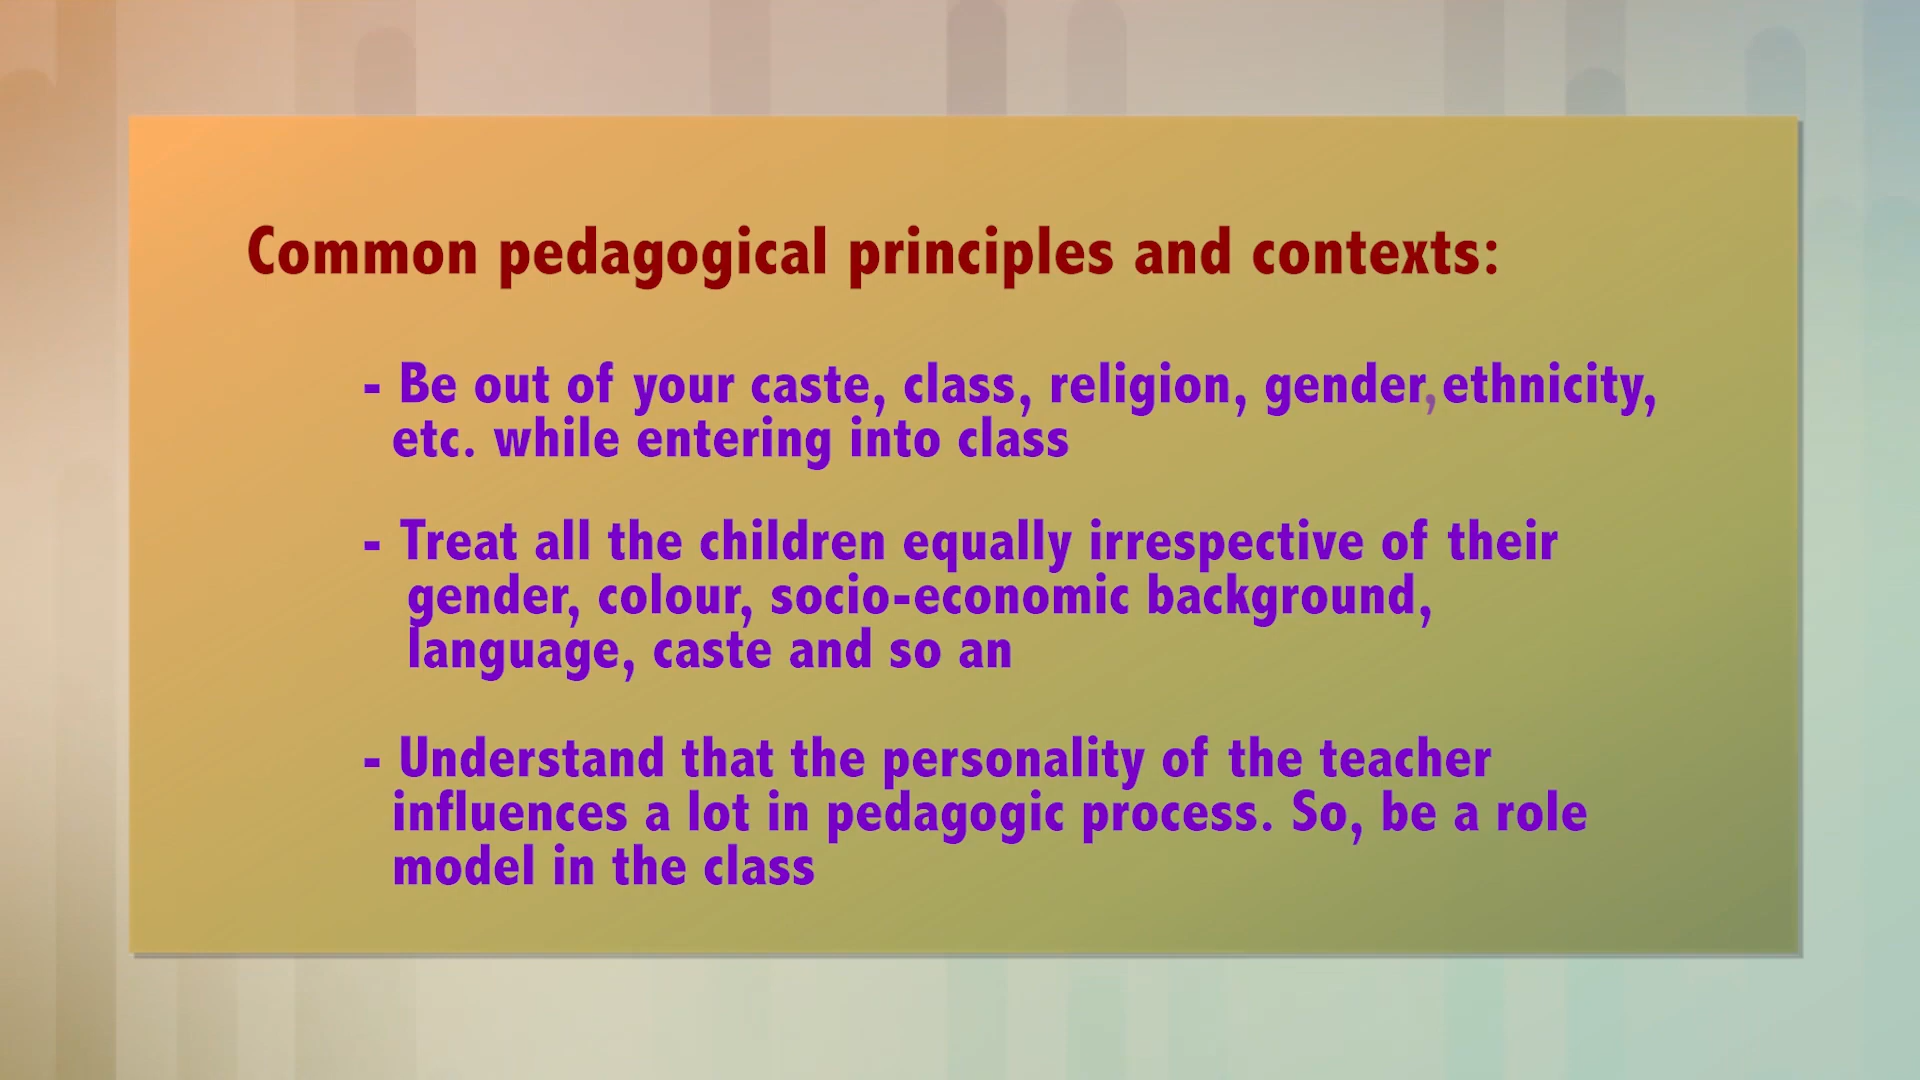 Common pedagogical principles and contexts:
- Be out of your caste, class, religion, gender, ethnicity,
etc. while entering into class
- Treat all the children equally irrespective of their
gender, colour, socio-economic background,
language, caste and so an
- Understand that the personality of the teacher
influences a lot in pedagogic process. So, be a role
model in the class